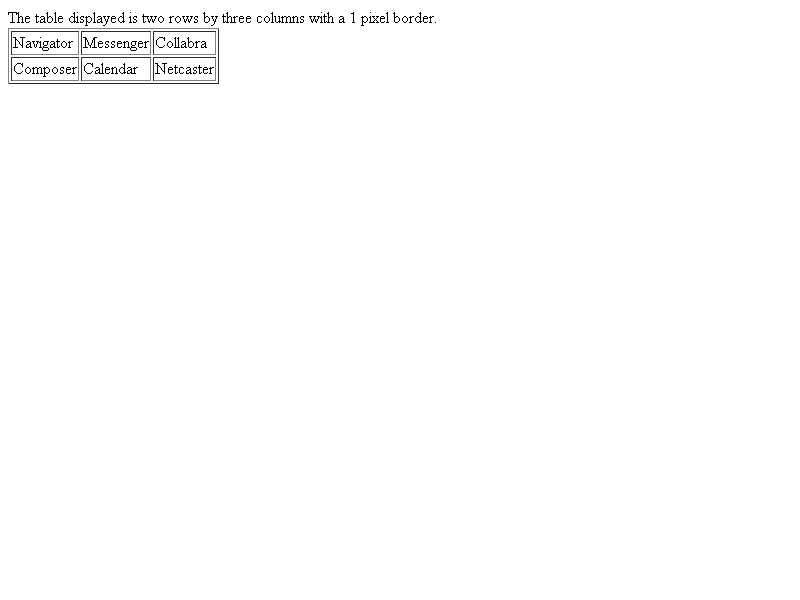 The table displayed is two rows by three columns with a 1 pixel border.
Navigator Messenger Collabra
Composer Calendar Netcaster